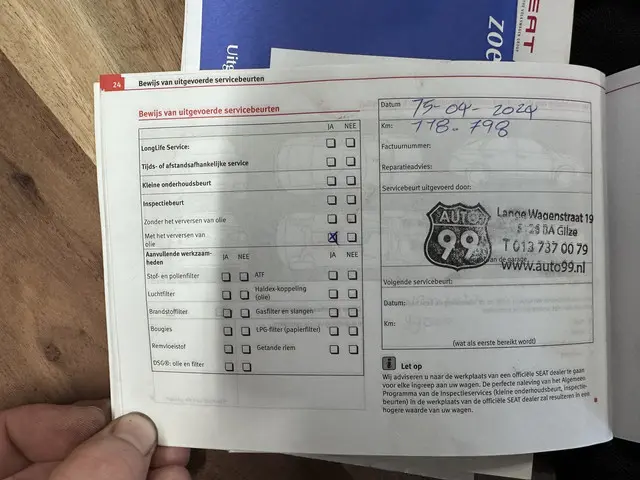 SEAT
zoe
24 Bewijs van uitgevoerde servicebeurten
Bewijs van uitgevoerde servicebeurten
JA NEE
LongLife Service:
Tijds- of afstandsafhankelijke service
Kleine onderhoudsbeurt
Inspectiebeurt
Zonder het verversen van olie
Met het verversen van
olie
Aanvullende werkzaam-
heden
JA NEE JA NEE
Stof- en pollenfilter ATF
Luchtfilter Haldex-koppeling
(olie)
Brandstoffilter Gasfilter en slangen
Bougies LPG-filter (papierfilter)
Remvloeistof Getande riem
DSG®: olie en filter
Datum 15-04-2024
Km: 118-798
Factuurnummer:
Reparatieadvies:
Servicebeurt uitgevoerd door:
AUTO
99
Lange Wagenstraat 19
BA Gilze
T 013 737 00 79
www.auto99.nl
Volgende servicebeurt:
Datum:
Km:
(wat als eerste bereikt wordt)
i Let op
Wij adviseren u naar de werkplaats van een officiële SEAT dealer te gaan
voor elke ingreep aan uw wagen. De perfecte naleving van het Algemeen
Programma van de Inspectieservices (kleine onderhoudsbeurt, inspectie-
beurten) in de werkplaats van de officiële SEAT dealer zal resulteren in een
hogere waarde van uw wagen.